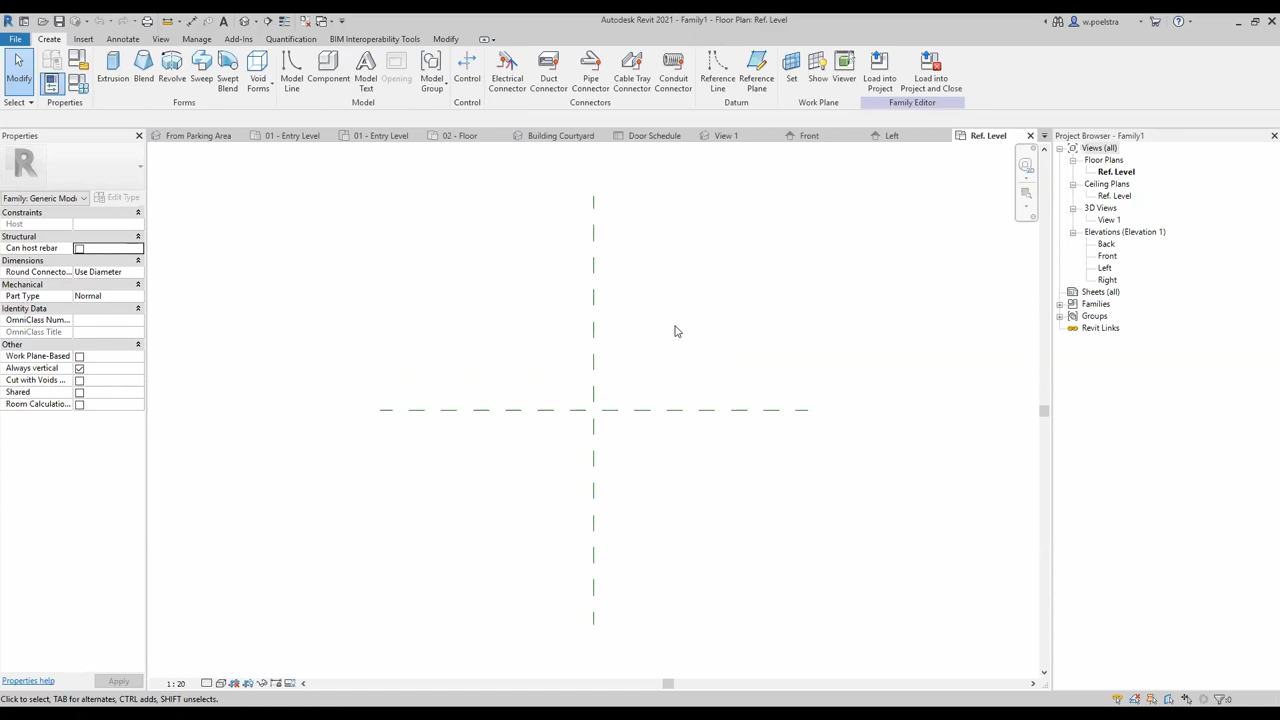 Autodesk Revit 2021 - Family1 - Floor Plan: Ref. Level
w.poelstra
File Create Insert Annotate View Manage Add-Ins Quantification BIM Interoperability Tools Modify
Modify Extrusion Blend Revolve Sweep Swept Blend Void Forms Model Line Component Model Text Opening Model Group Control Electrical Connector Duct Connector Pipe Connector Cable Tray Connector Conduit Connector Reference Line Reference Plane Set Show Viewer Load into Project Load into Project and Close
Select Properties Forms Model Control Connectors Datum Work Plane Family Editor
Properties
From Parking Area 01 - Entry Level 01 - Entry Level 02 - Floor Building Courtyard Door Schedule View 1 Front Left Ref. Level
Project Browser - Family1
Family: Generic Mod Edit Type
Constraints
Host
Structural
Can host rebar
Dimensions
Round Connecto... Use Diameter
Mechanical
Part Type Normal
Identity Data
OmniClass Num...
OmniClass Title
Other
Work Plane-Based
Always vertical
Cut with Voids ...
Shared
Room Calculatio...
Views (all)
Floor Plans
Ref. Level
Ceiling Plans
Ref. Level
3D Views
View 1
Elevations (Elevation 1)
Back
Front
Left
Right
Sheets (all)
Families
Groups
Revit Links
Properties help Apply
1 : 20
Click to select, TAB for alternates, CTRL adds, SHIFT unselects.
:0